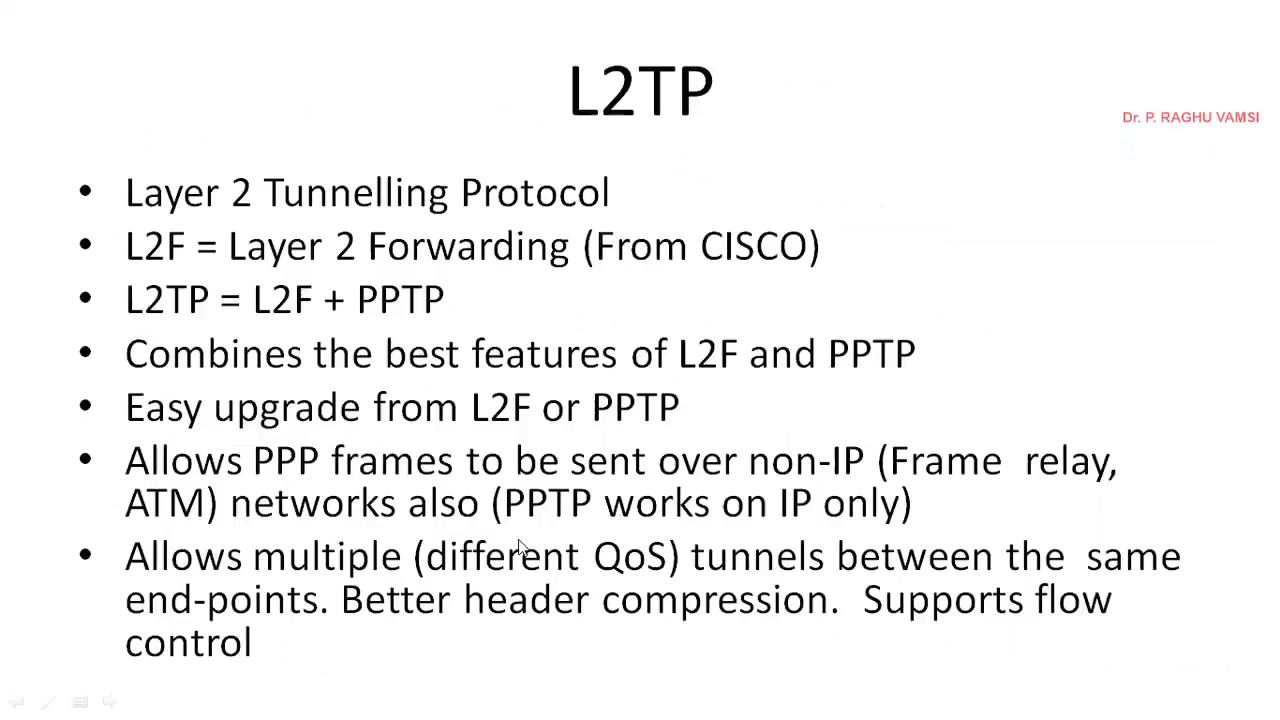 L2TP
Dr. P. RAGHU VAMSI
• Layer 2 Tunnelling Protocol
• L2F = Layer 2 Forwarding (From CISCO)
• L2TP = L2F + PPTP
• Combines the best features of L2F and PPTP
• Easy upgrade from L2F or PPTP
• Allows PPP frames to be sent over non-IP (Frame relay,
ATM) networks also (PPTP works on IP only)
• Allows multiple (different QoS) tunnels between the same
end-points. Better header compression. Supports flow
control